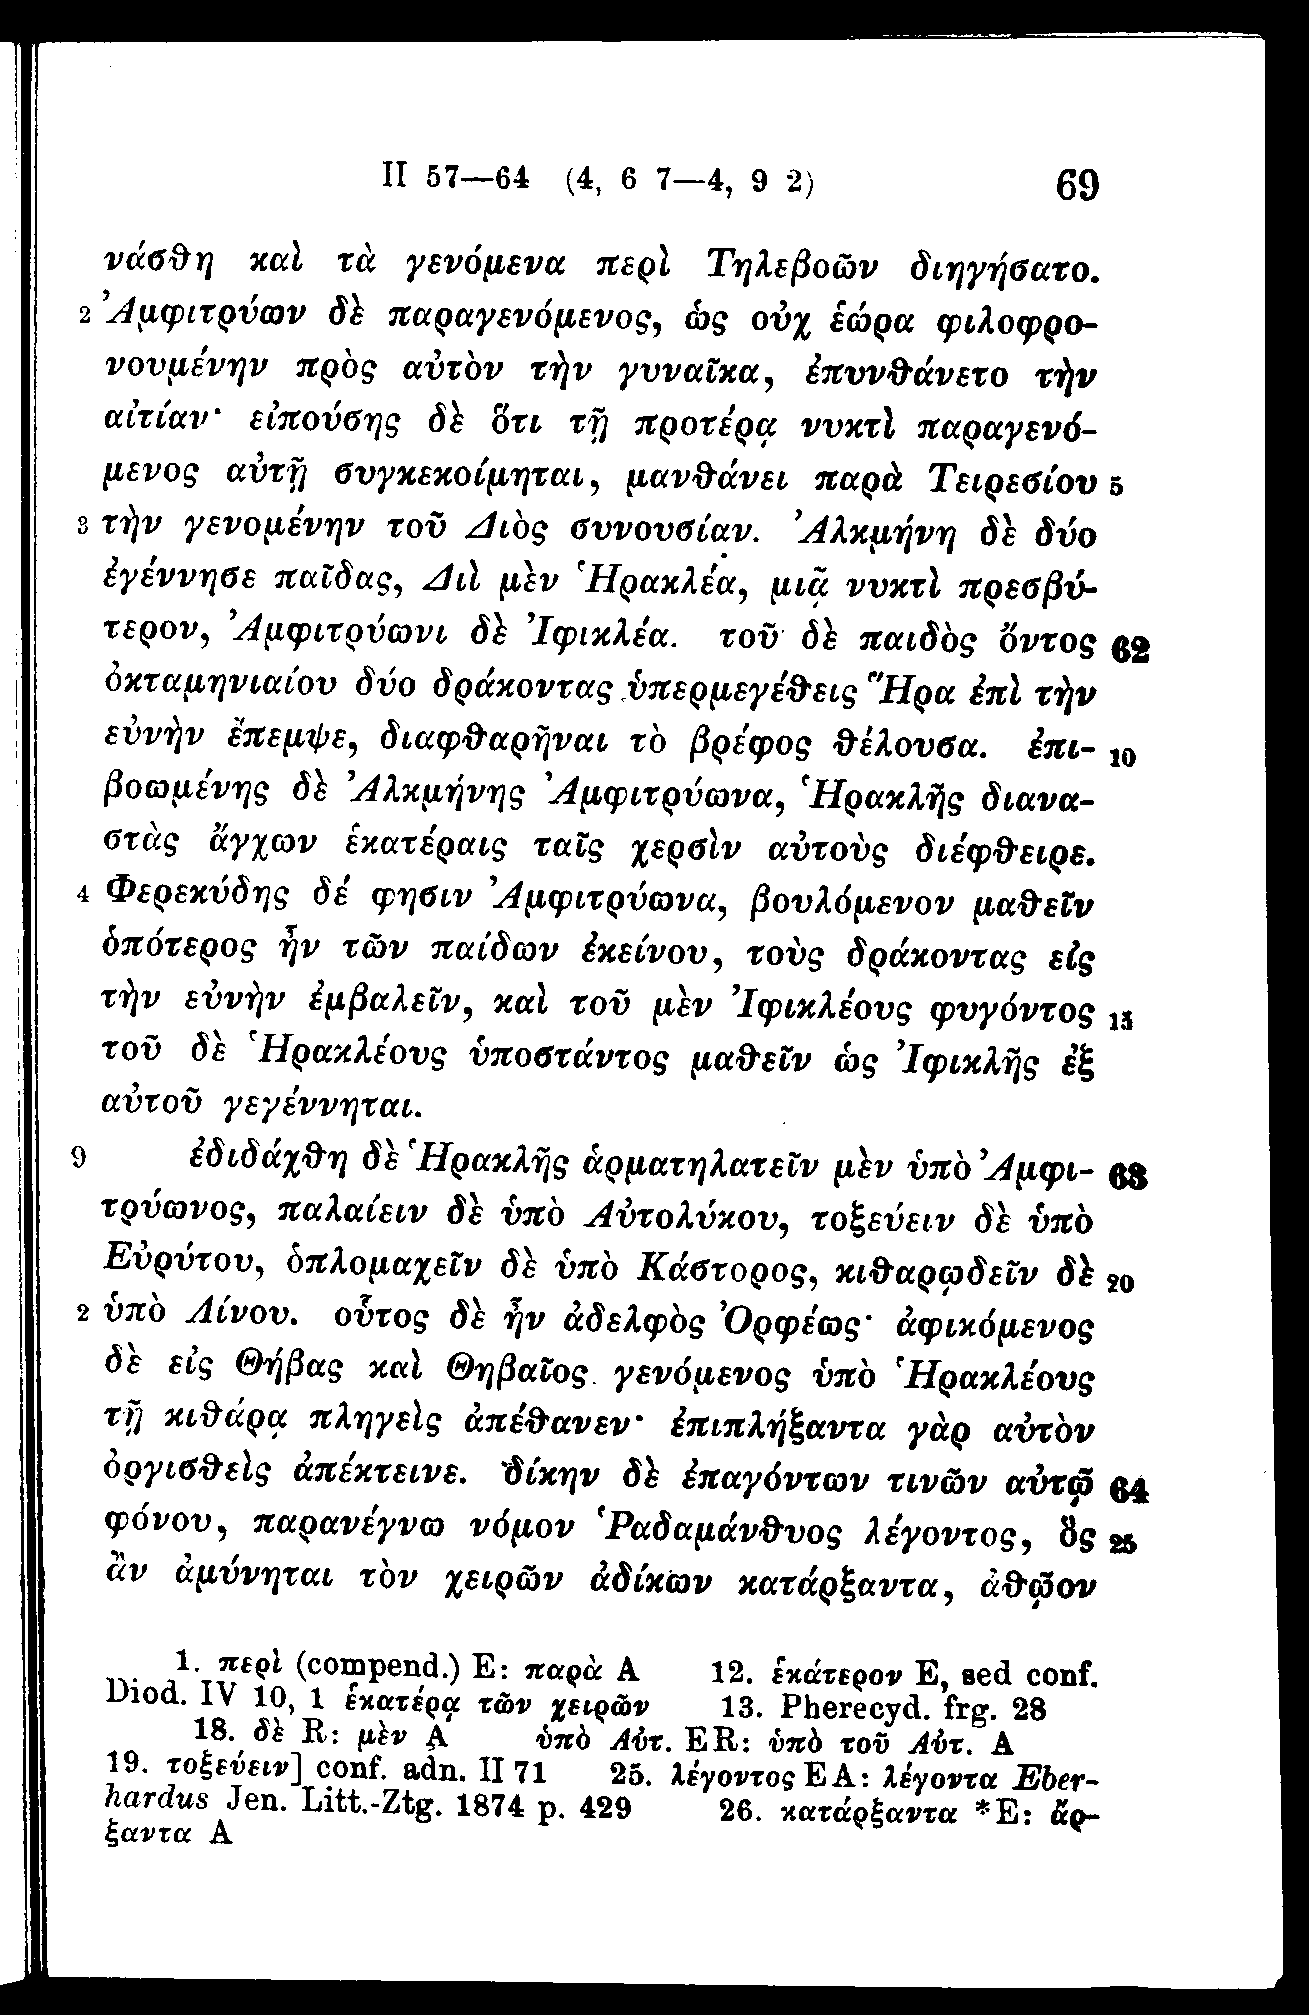 II 57—64 (4, 6 7—4, 9 2) 69
νάσθη καὶ τὰ γενόμενα περὶ Τηλεβοῶν διηγήσατο.
2 Ἀμφιτρύων δὲ παραγενόμενος, ὡς οὐχ ἑώρα φιλοφρο-
νουμένην πρὸς αὐτὸν τὴν γυναῖκα, ἐπυνθάνετο τὴν
αἰτίαν· εἰπούσης δὲ ὅτι τῇ προτέρᾳ νυκτὶ παραγενό-
μενος αὐτῇ συγκεκοίμηται, μανθάνει παρὰ Τειρεσίου 5
3 τὴν γενομένην τοῦ Διὸς συνουσίαν. Ἀλκμήνη δὲ δύο
ἐγέννησε παῖδας, Διὶ μὲν Ἡρακλέα, μιᾷ νυκτὶ πρεσβύ-
τερον, Ἀμφιτρύωνι δὲ Ἰφικλέα. τοῦ δὲ παιδὸς ὄντος 62
ὀκταμηνιαίου δύο δράκοντας ὑπερμεγέθεις Ἥρα ἐπὶ τὴν
εὐνὴν ἔπεμψε, διαφθαρῆναι τὸ βρέφος θέλουσα. ἐπι- 10
βοωμένης δὲ Ἀλκμήνης Ἀμφιτρύωνα, Ἡρακλῆς διανα-
στὰς ἄγχων ἑκατέραις ταῖς χερσὶν αὐτοὺς διέφθειρε.
4 Φερεκύδης δέ φησιν Ἀμφιτρύωνα, βουλόμενον μαθεῖν
ὁπότερος ἦν τῶν παίδων ἐκείνου, τοὺς δράκοντας εἰς
τὴν εὐνὴν ἐμβαλεῖν, καὶ τοῦ μὲν Ἰφικλέους φυγόντος 15
τοῦ δὲ Ἡρακλέους ὑποστάντος μαθεῖν ὡς Ἰφικλῆς ἐξ
αὐτοῦ γεγέννηται.
9 ἐδιδάχθη δὲ Ἡρακλῆς ἁρματηλατεῖν μὲν ὑπὸ Ἀμφι- 63
τρύωνος, παλαίειν δὲ ὑπὸ Αὐτολύκου, τοξεύειν δὲ ὑπὸ
Εὐρύτου, ὁπλομαχεῖν δὲ ὑπὸ Κάστορος, κιθαρῳδεῖν δὲ 20
2 ὑπὸ Λίνου. οὗτος δὲ ἦν ἀδελφὸς Ὀρφέως· ἀφικόμενος
δὲ εἰς Θήβας καὶ Θηβαῖος γενόμενος ὑπὸ Ἡρακλέους
τῇ κιθάρᾳ πληγεὶς ἀπέθανεν· ἐπιπλήξαντα γὰρ αὐτὸν
ὀργισθεὶς ἀπέκτεινε. δίκην δὲ ἐπαγόντων τινῶν αὐτῷ 64
φόνου, παρανέγνω νόμον Ῥαδαμάνθυος λέγοντος, ὃς 25
ἂν ἀμύνηται τὸν χειρῶν ἀδίκων κατάρξαντα, ἀθῷον
1. περὶ (compend.) E: παρὰ A 12. ἑκάτερον E, sed conf.
Diod. IV 10, 1 ἑκατέρᾳ τῶν χειρῶν 13. Pherecyd. frg. 28
18. δὲ R: μὲν A ὑπὸ Αὐτ. ER: ὑπὸ τοῦ Αὐτ. A
19. τοξεύειν] conf. adn. II 71 25. λέγοντος EA: λέγοντα Eber-
hardus Jen. Litt.-Ztg. 1874 p. 429 26. κατάρξαντα *E: ἄρ-
ξαντα A